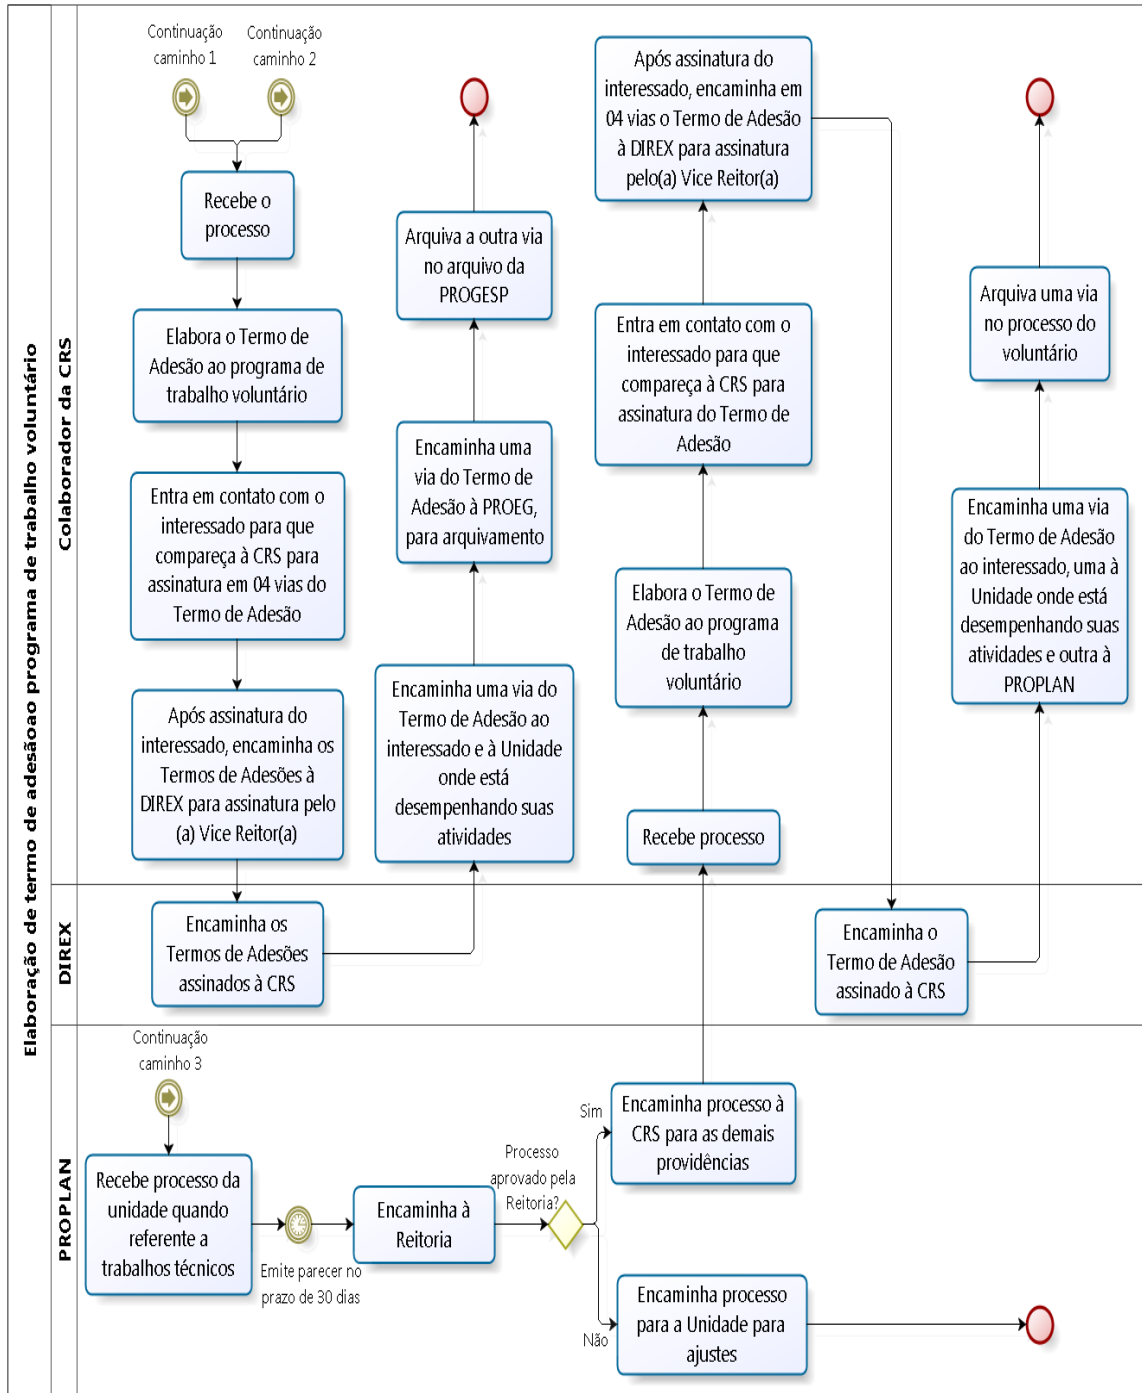 Elaboração de termo de adesãoao programa de trabalho voluntário
Colaborador da CRS
Continuação
caminho 1
Continuação
caminho 2
Recebe o
processo
Elabora o Termo de
Adesão ao programa de
trabalho voluntário
Entra em contato com o
interessado para que
compareça à CRS para
assinatura em 04 vias do
Termo de Adesão
Após assinatura do
interessado, encaminha os
Termos de Adesões à
DIREX para assinatura pelo
(a) Vice Reitor(a)
Arquiva a outra via
no arquivo da
PROGESP
Encaminha uma
via do Termo de
Adesão à PROEG,
para arquivamento
Encaminha uma via do
Termo de Adesão ao
interessado e à Unidade
onde está
desempenhando suas
atividades
Após assinatura do
interessado, encaminha em
04 vias o Termo de Adesão
à DIREX para assinatura
pelo(a) Vice Reitor(a)
Entra em contato com o
interessado para que
compareça à CRS para
assinatura do Termo de
Adesão
Elabora o Termo de
Adesão ao programa
de trabalho
voluntário
Recebe processo
Arquiva uma via
no processo do
voluntário
Encaminha uma via
do Termo de Adesão
ao interessado, uma à
Unidade onde está
desempenhando suas
atividades e outra à
PROPLAN
DIREX
Encaminha os
Termos de Adesões
assinados à CRS
Encaminha o
Termo de Adesão
assinado à CRS
PROPLAN
Continuação
caminho 3
Recebe processo da
unidade quando
referente a
trabalhos técnicos
Emite parecer no
prazo de 30 dias
Encaminha à
Reitoria
Processo
aprovado pela
Reitoria?
Sim
Encaminha processo à
CRS para as demais
providências
Não
Encaminha processo
para a Unidade para
ajustes